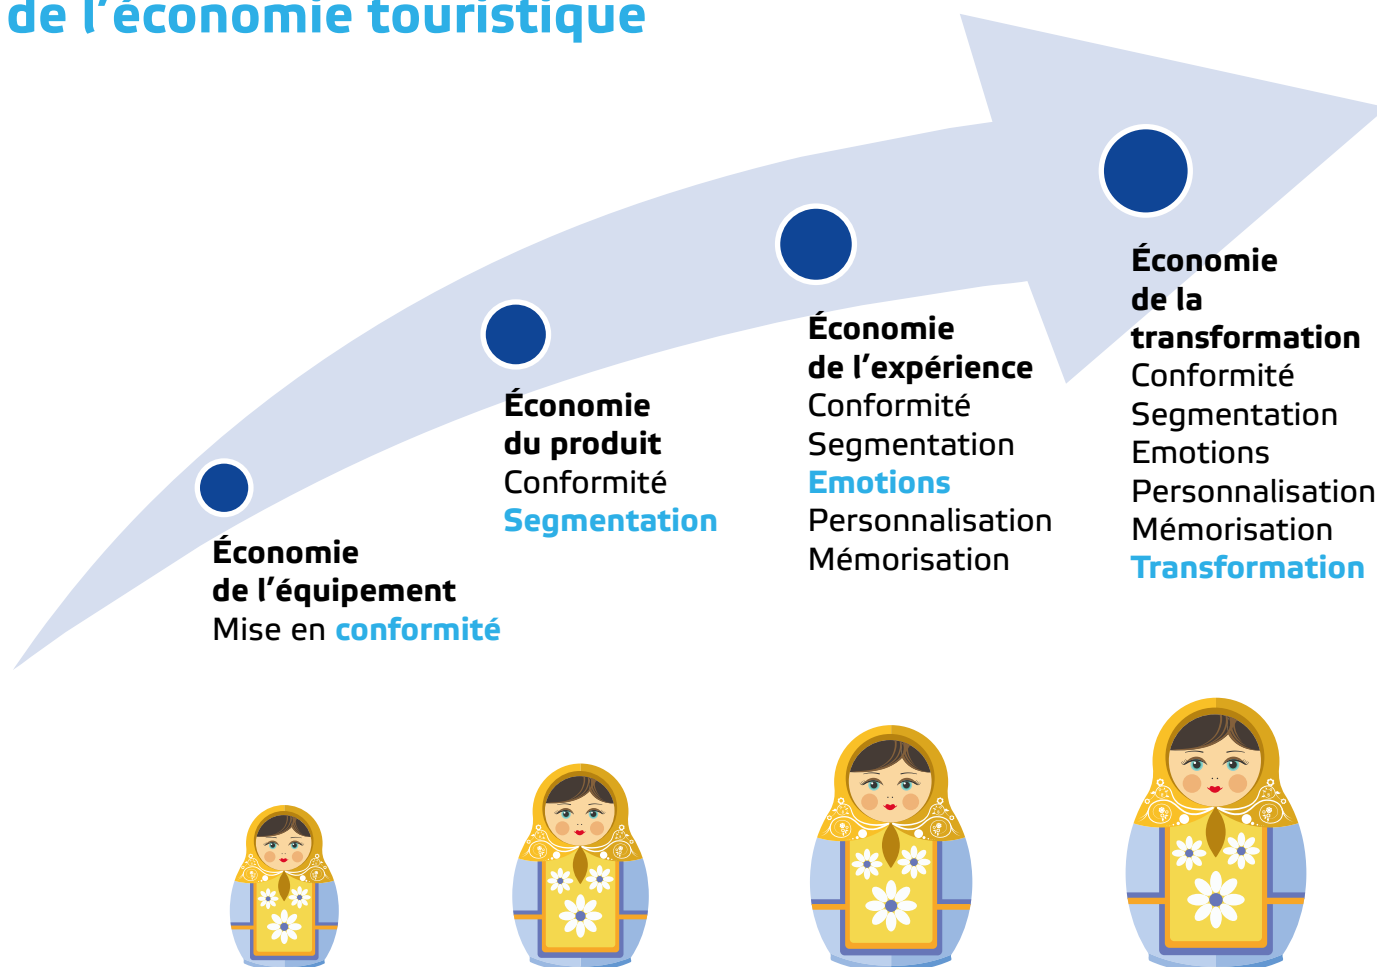 de l’économie touristique
Économie
de l’équipement
Mise en conformité
Économie
du produit
Conformité
Segmentation
Économie
de l’expérience
Conformité
Segmentation
Emotions
Personnalisation
Mémorisation
Économie
de la
transformation
Conformité
Segmentation
Emotions
Personnalisation
Mémorisation
Transformation